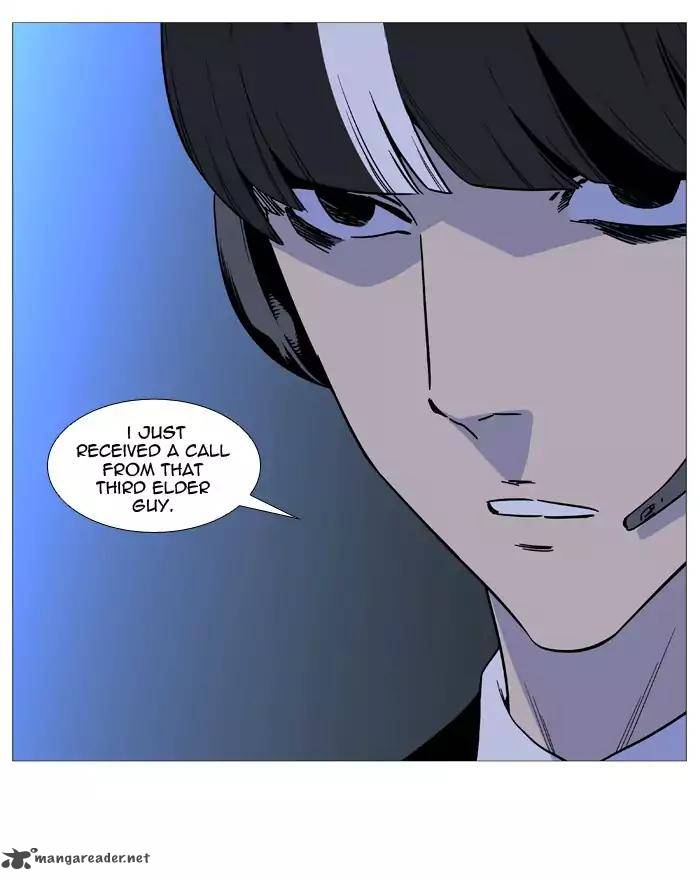 I JUST
RECEIVED A CALL
FROM THAT
THIRD ELDER
GUY.
mangareader.net